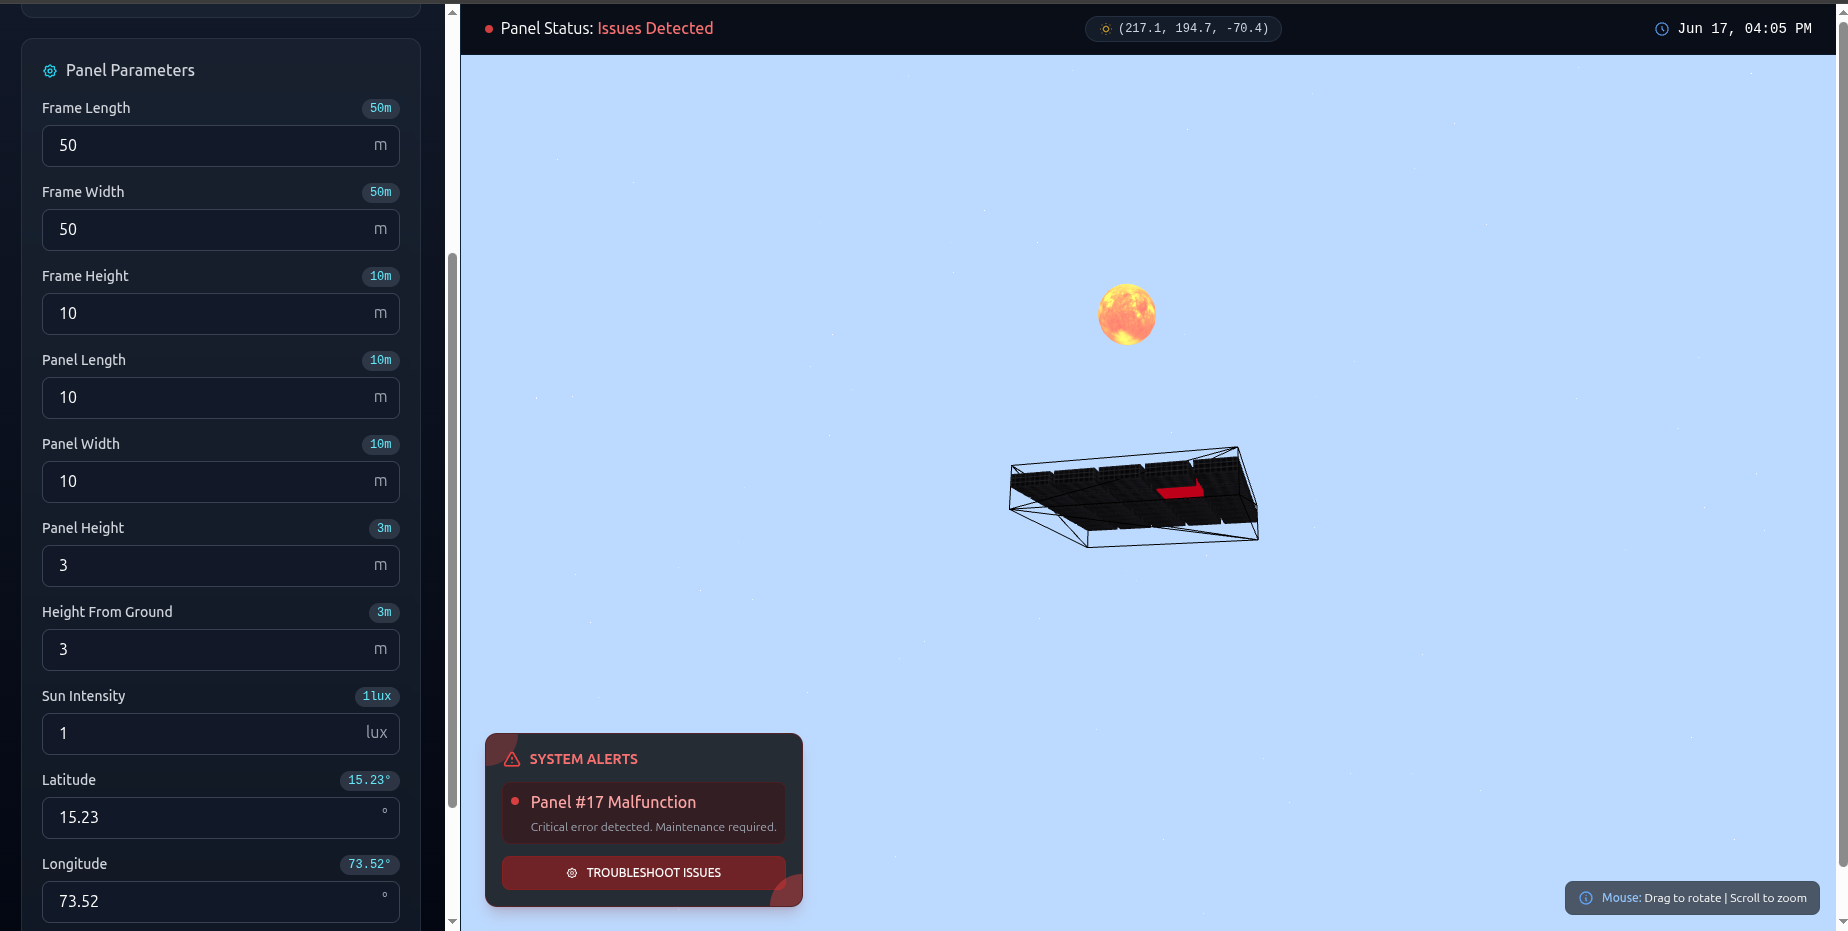 Panel Status: Issues Detected
(217.1, 194.7, -70.4)
Jun 17, 04:05 PM
Panel Parameters
Frame Length 50m
50 m
Frame Width 50m
50 m
Frame Height 10m
10 m
Panel Length 10m
10 m
Panel Width 10m
10 m
Panel Height 3m
3 m
Height From Ground 3m
3 m
Sun Intensity 1lux
1 lux
Latitude 15.23°
15.23 °
Longitude 73.52°
73.52 °
SYSTEM ALERTS
Panel #17 Malfunction
Critical error detected. Maintenance required.
TROUBLESHOOT ISSUES
Mouse: Drag to rotate | Scroll to zoom